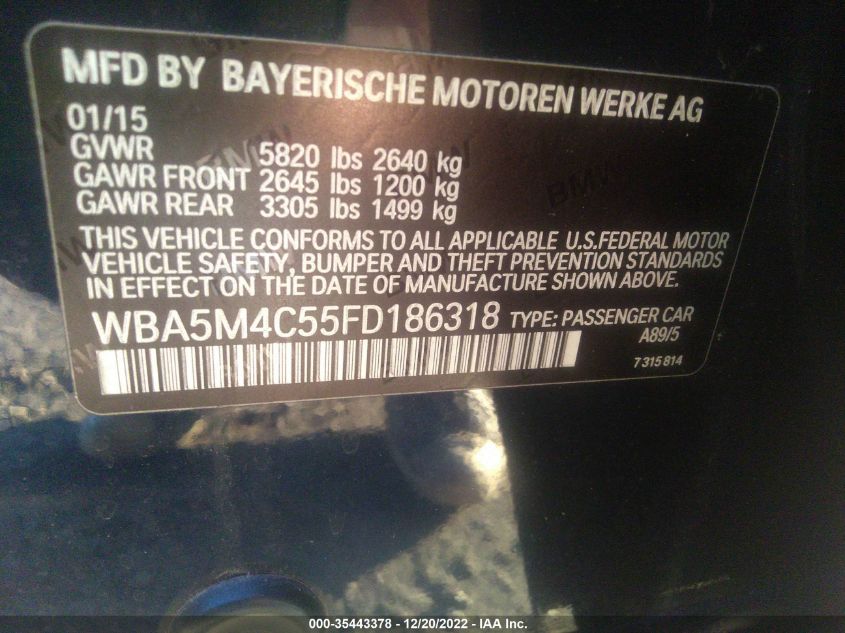 MFD BY BAYERISCHE MOTOREN WERKE AG
01/15
GVWR 5820 lbs 2640 kg
GAWR FRONT 2645 lbs 1200 kg
GAWR REAR 3305 lbs 1499 kg
THIS VEHICLE CONFORMS TO ALL APPLICABLE U.S.FEDERAL MOTOR
VEHICLE SAFETY, BUMPER AND THEFT PREVENTION STANDARDS
IN EFFECT ON THE DATE OF MANUFACTURE SHOWN ABOVE.
WBA5M4C55FD186318 TYPE: PASSENGER CAR
A89/5
7 315 814
000-35443378 - 12/20/2022 - IAA Inc.